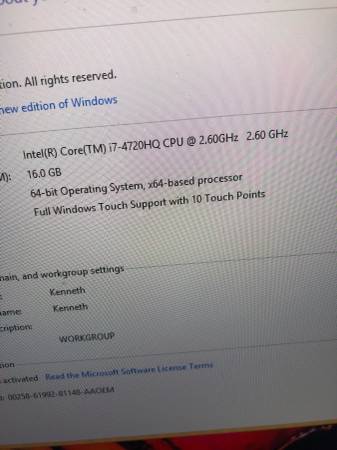 tion. All rights reserved.
new edition of Windows
Intel(R) Core(TM) i7-4720HQ CPU @ 2.60GHz 2.60 GHz
M): 16.0 GB
64-bit Operating System, x64-based processor
Full Windows Touch Support with 10 Touch Points
main, and workgroup settings
Kenneth
name: Kenneth
cription:
WORKGROUP
tion
activated Read the Microsoft Software License Terms
00258-61992-81148-AAOEM